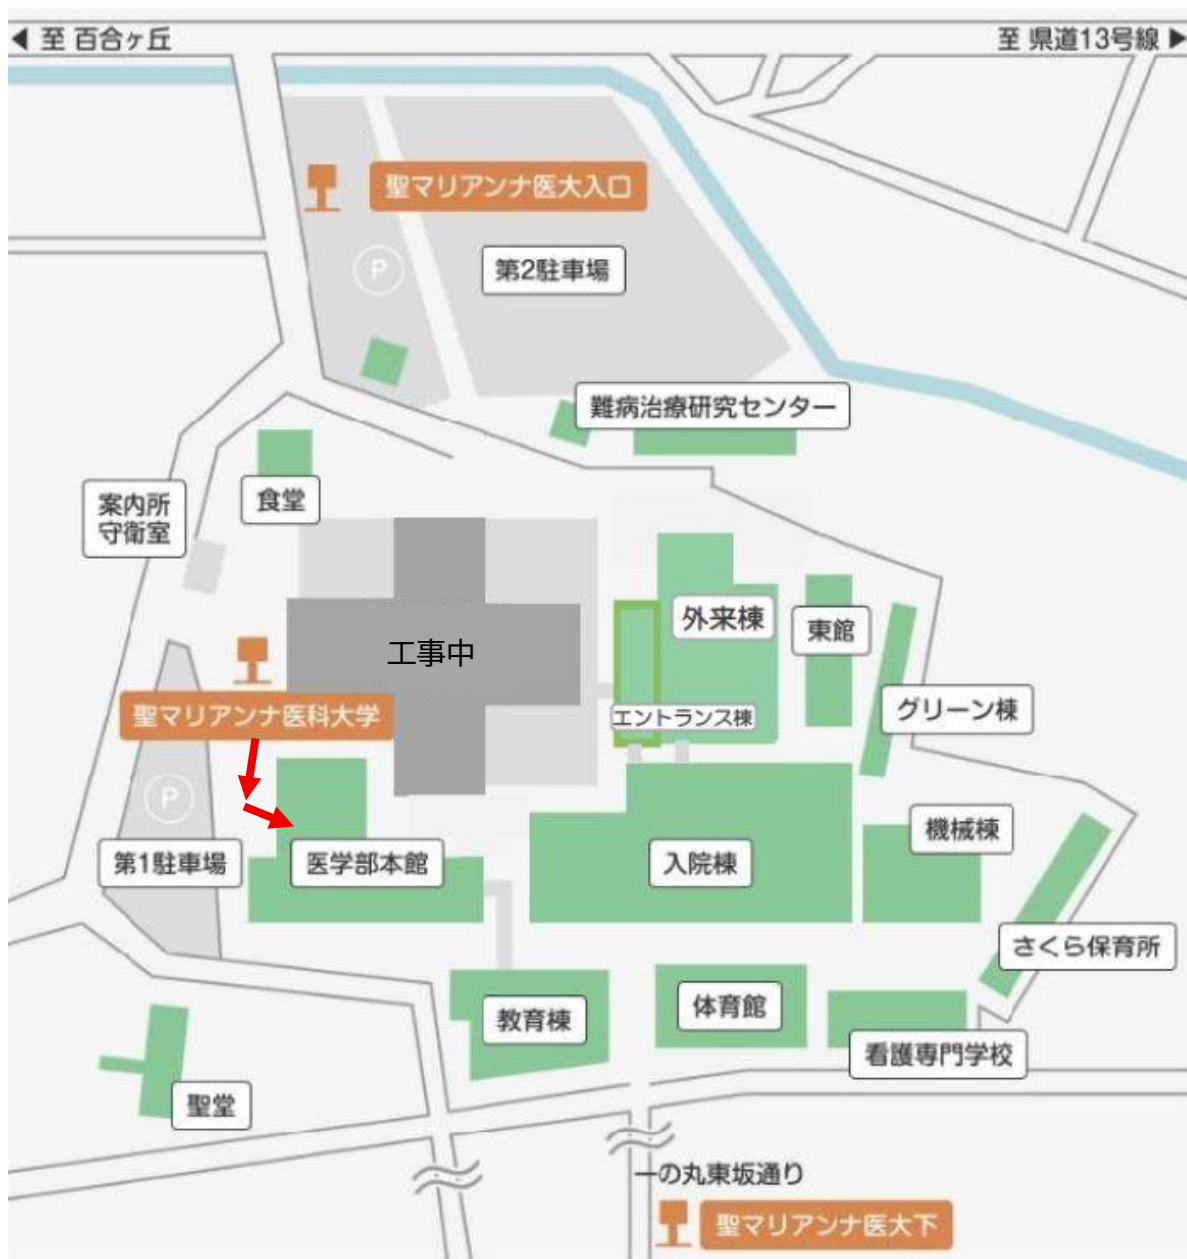 ◀ 至 百合ヶ丘
至 県道13号線 ▶
聖マリアンナ医大入口
第2駐車場
P
難病治療研究センター
食堂
案内所
守衛室
外来棟
東館
工事中
グリーン棟
聖マリアンナ医科大学
エントランス棟
P
機械棟
第1駐車場
医学部本館
入院棟
さくら保育所
教育棟
体育館
看護専門学校
聖堂
一の丸東坂通り
聖マリアンナ医大下